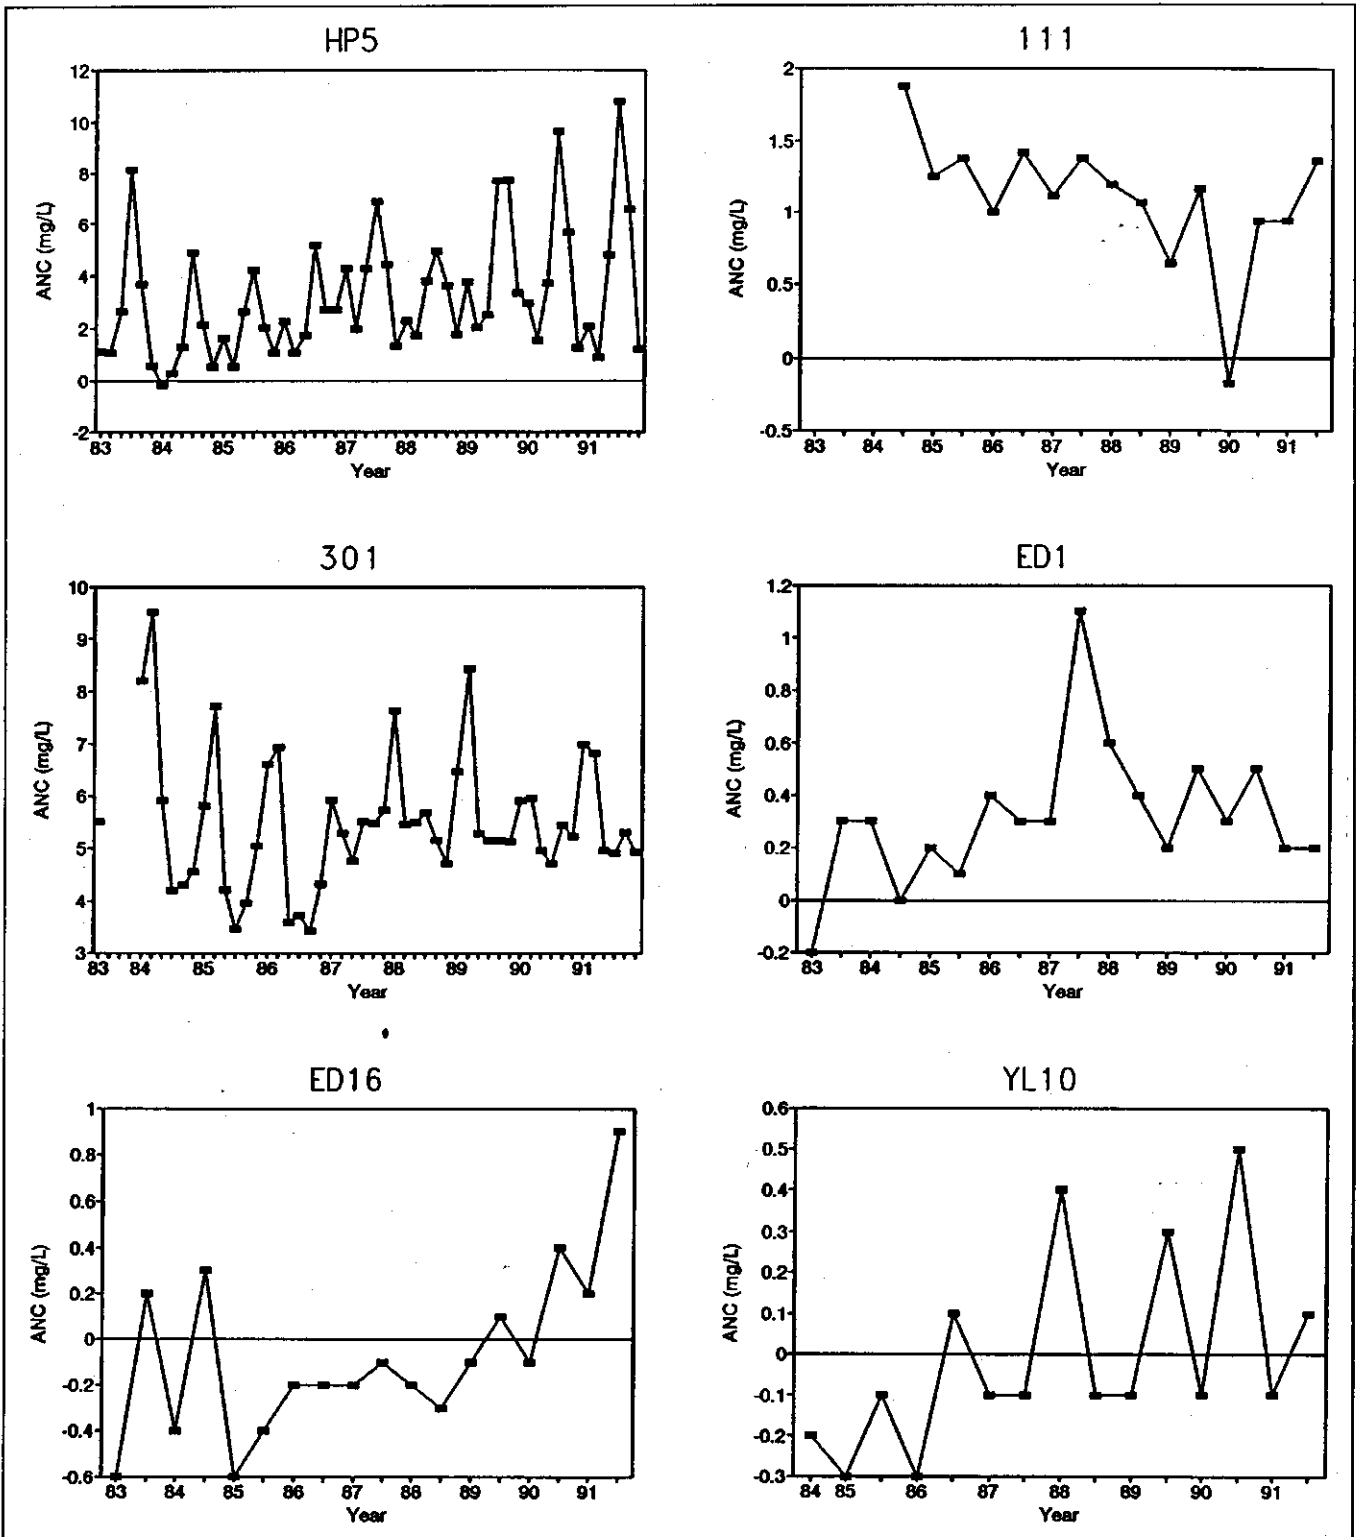 HP5
12
10
8
6
4
2
0
-2
ANC (mg/L)
83 84 85 86 87 88 89 90 91
Year
111
2
1.5
1
0.5
0
-0.5
ANC (mg/L)
83 84 85 86 87 88 89 90 91
Year
301
10
9
8
7
6
5
4
3
ANC (mg/L)
83 84 85 86 87 88 89 90 91
Year
ED1
1.2
1
0.8
0.6
0.4
0.2
0
-0.2
ANC (mg/L)
83 84 85 86 87 88 89 90 91
Year
ED16
1
0.8
0.6
0.4
0.2
0
-0.2
-0.4
-0.6
ANC (mg/L)
83 84 85 86 87 88 89 90 91
Year
YL10
0.6
0.5
0.4
0.3
0.2
0.1
0
-0.1
-0.2
-0.3
ANC (mg/L)
84 85 86 87 88 89 90 91
Year